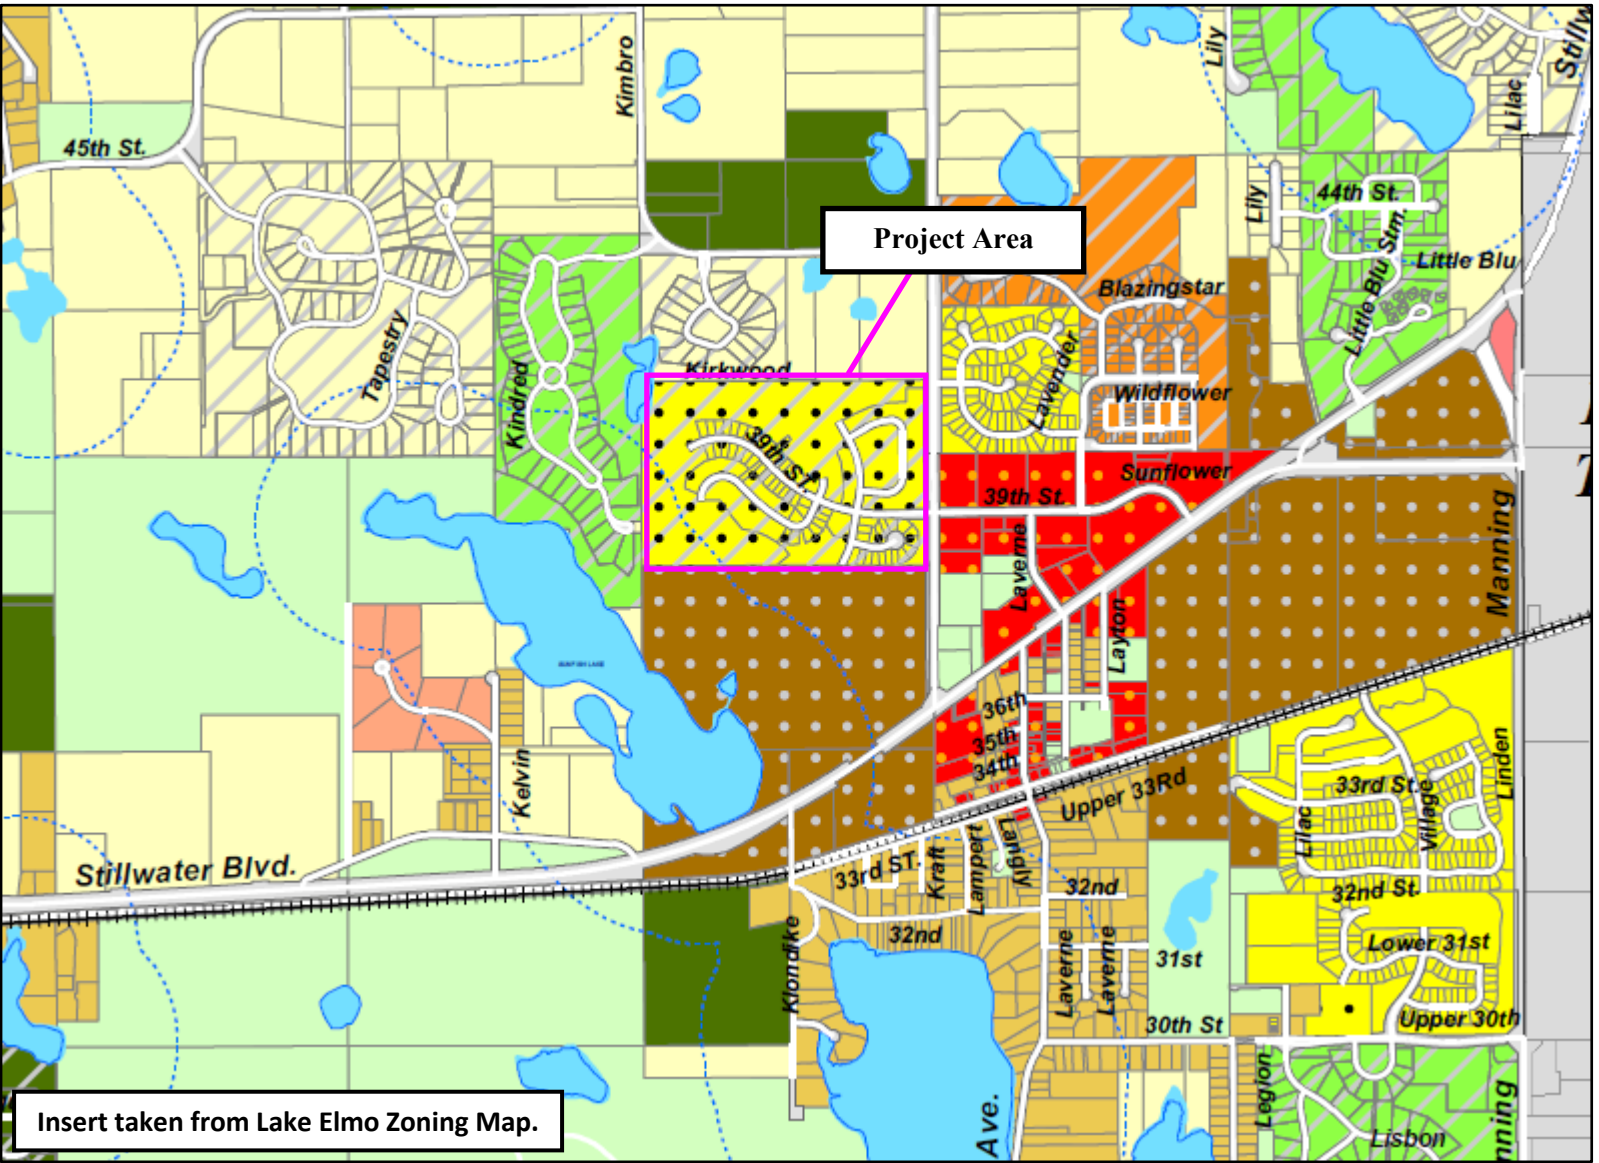 Kimbro
Lily
Lilac
45th St.
Project Area
Lily
44th St.
Little Blu Stm.
Little Blu
Blazingstar
Tapestry
Kindred
Kirkwood
Lavender
Wildflower
39th ST.
Sunflower
39th St.
Laverne
Manning
Layton
36th
35th
34th
Upper 33Rd
Kelvin
33rd St.
Linden
Village
Lilac
Stillwater Blvd.
33rd ST.
Kraft
Lampert
Langly
32nd
32nd St.
32nd
Klondike
Laverne
Laverne
31st
Lower 31st
30th St
Upper 30th
Legion
Ave.
Lisbon
nning
Insert taken from Lake Elmo Zoning Map.